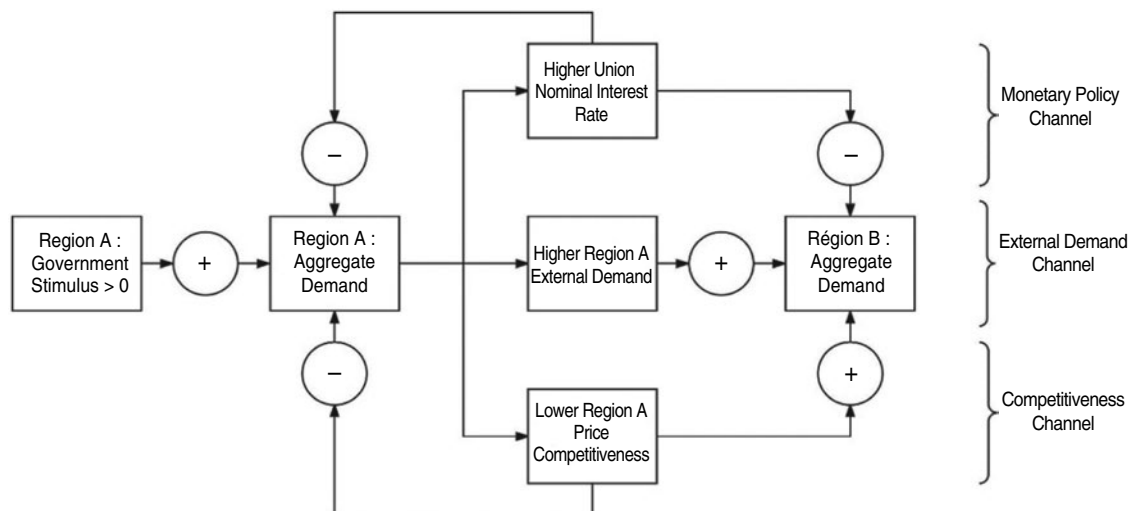 Higher Union
Nominal Interest
Rate
Monetary Policy
Channel
−
−
Region A :
Government
Stimulus > 0
+
Region A :
Aggregate
Demand
Higher Region A
External Demand
+
Région B :
Aggregate
Demand
External Demand
Channel
−
+
Lower Region A
Price
Competitiveness
Competitiveness
Channel